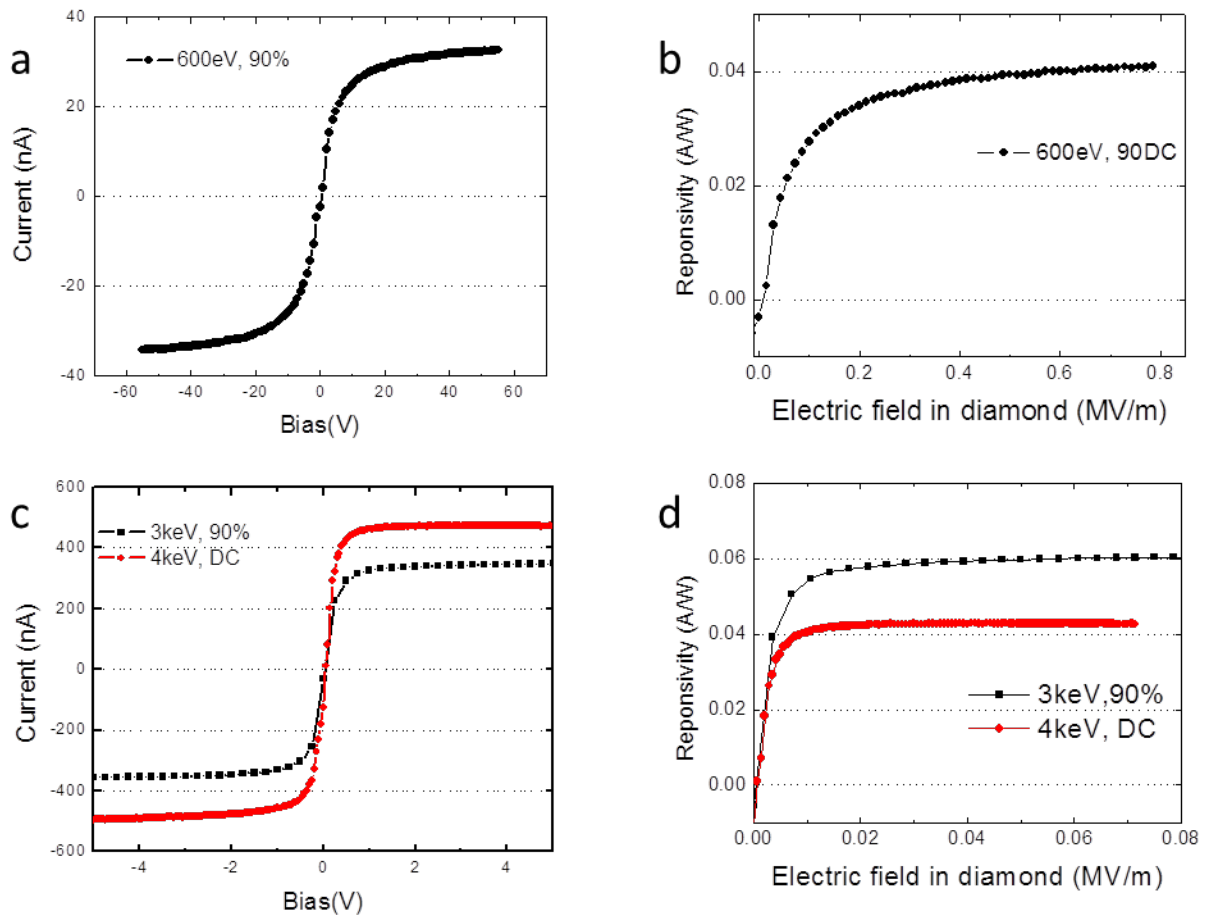 a
600eV, 90%
40
20
0
-20
-40
-60
-40
-20
0
20
40
60
Current (nA)
Bias(V)
b
600eV, 90DC
0.04
0.02
0.00
0.0
0.2
0.4
0.6
0.8
Reponsivity (A/W)
Electric field in diamond (MV/m)
c
3keV, 90%
4keV, DC
600
400
200
0
-200
-400
-600
-4
-2
0
2
4
Current (nA)
Bias(V)
d
3keV,90%
4keV, DC
0.08
0.06
0.04
0.02
0.00
0.00
0.02
0.04
0.06
0.08
Reponsivity (A/W)
Electric field in diamond (MV/m)